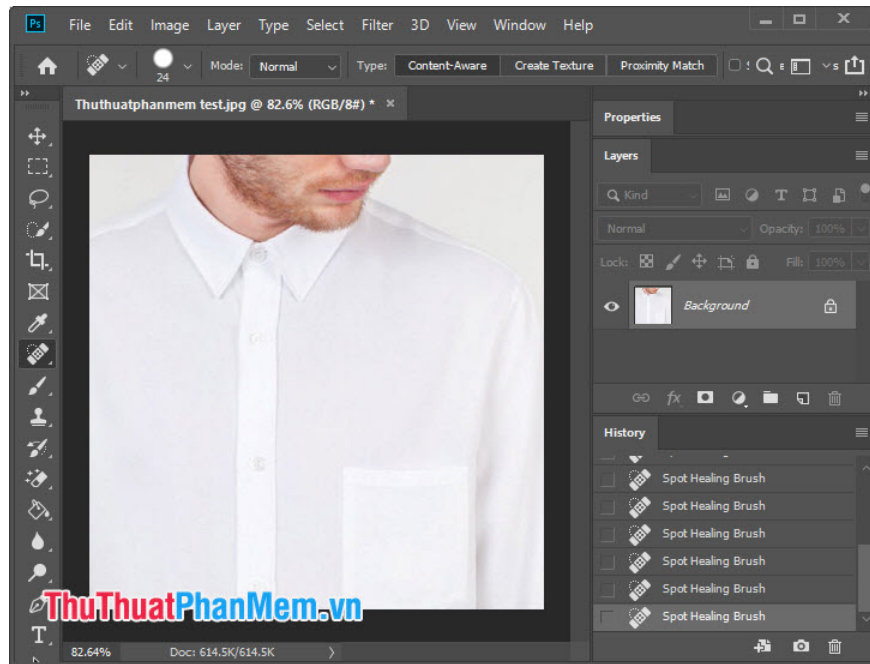 Ps File Edit Image Layer Type Select Filter 3D View Window Help
24 Mode: Normal Type: Content-Aware Create Texture Proximity Match
Thuthuatphanmem test.jpg @ 82.6% (RGB/8#) * ×
Properties
Layers
Kind
Normal Opacity: 100%
Lock: Fill: 100%
Background
fx
History
Spot Healing Brush
Spot Healing Brush
Spot Healing Brush
Spot Healing Brush
Spot Healing Brush
Spot Healing Brush
ThuThuatPhanMem.vn
T
82.64% Doc: 614.5K/614.5K